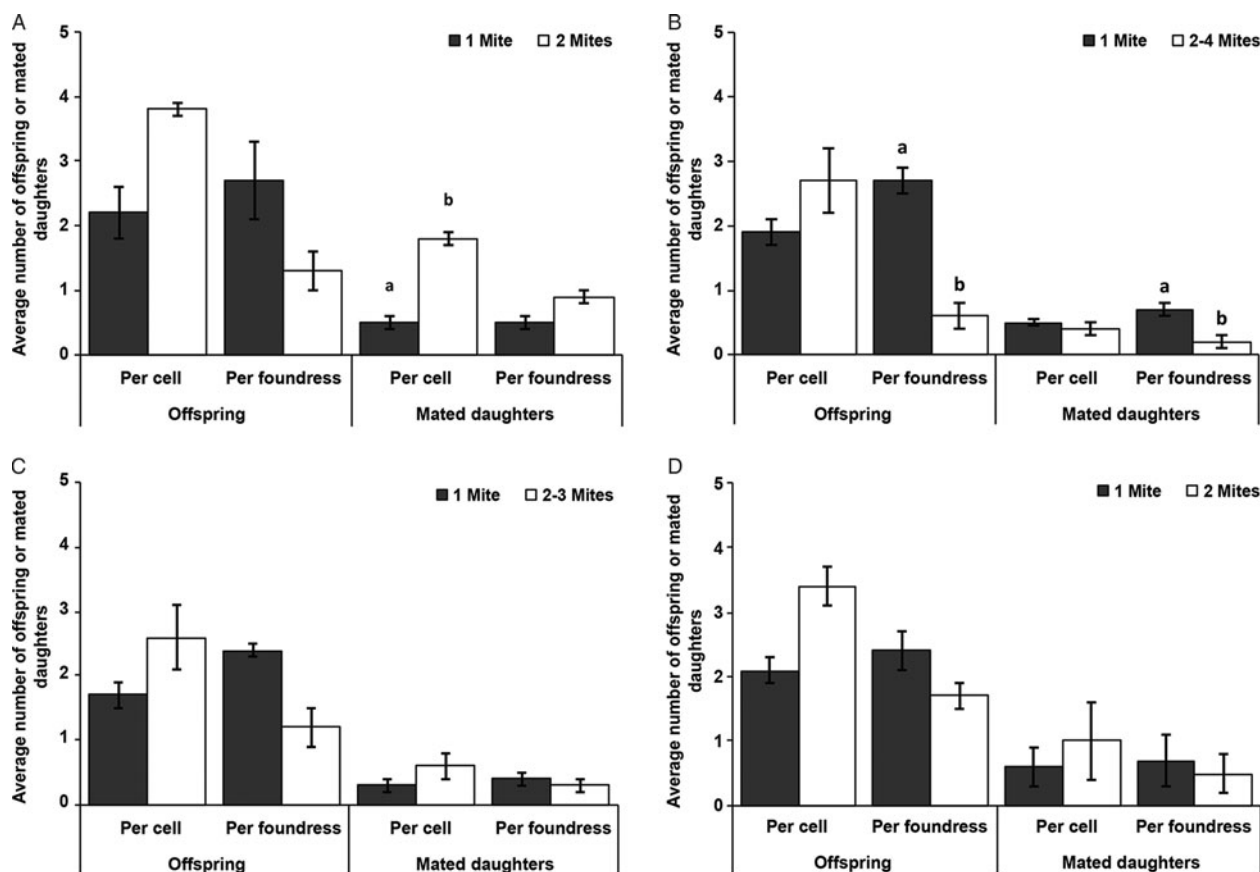 A
Average number of offspring or mated
daughters
5
4
3
2
1
0
1 Mite 2 Mites
a
b
Per cell Per foundress Per cell Per foundress
Offspring Mated daughters
B
Average number of offspring or mated
daughters
5
4
3
2
1
0
1 Mite 2-4 Mites
a
b
a
b
Per cell Per foundress Per cell Per foundress
Offspring Mated daughters
C
Average number of offspring or mated
daughters
5
4
3
2
1
0
1 Mite 2-3 Mites
Per cell Per foundress Per cell Per foundress
Offspring Mated daughters
D
Average number of offspring or mated
daughters
5
4
3
2
1
0
1 Mite 2 Mites
Per cell Per foundress Per cell Per foundress
Offspring Mated daughters